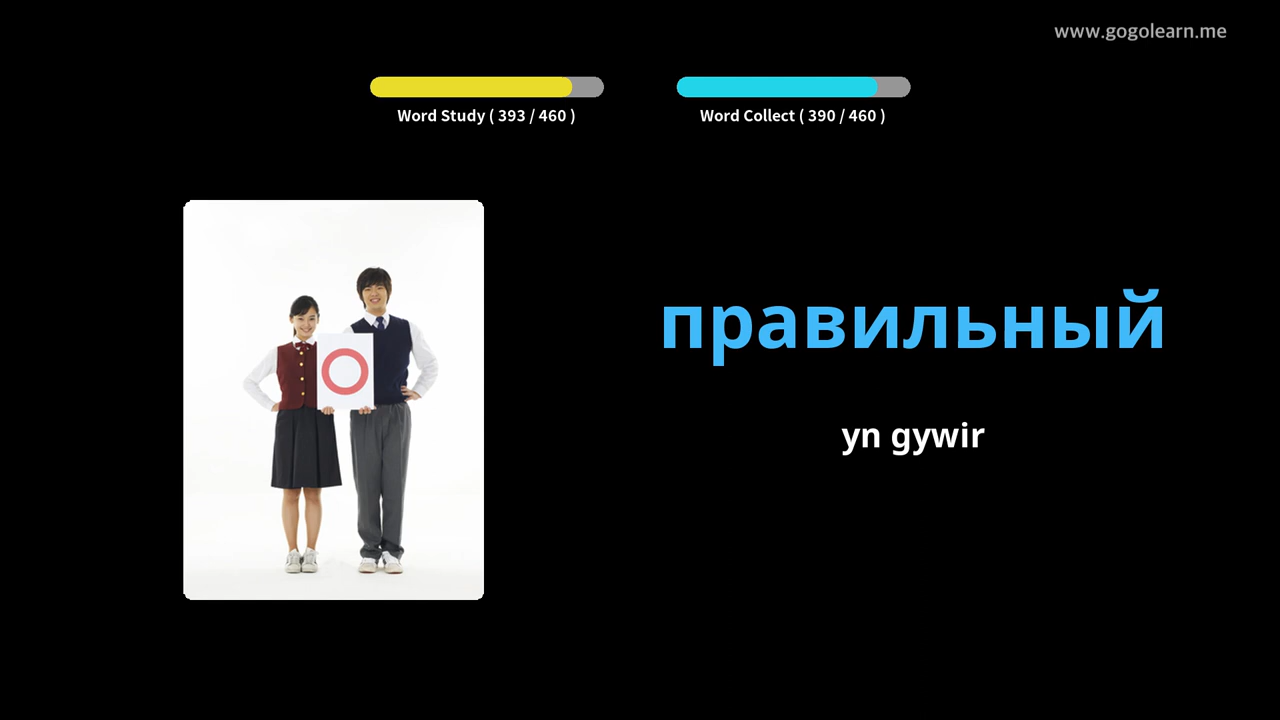 www.gogolearn.me
Word Study ( 393 / 460 )
Word Collect ( 390 / 460 )
правильный
yn gywir